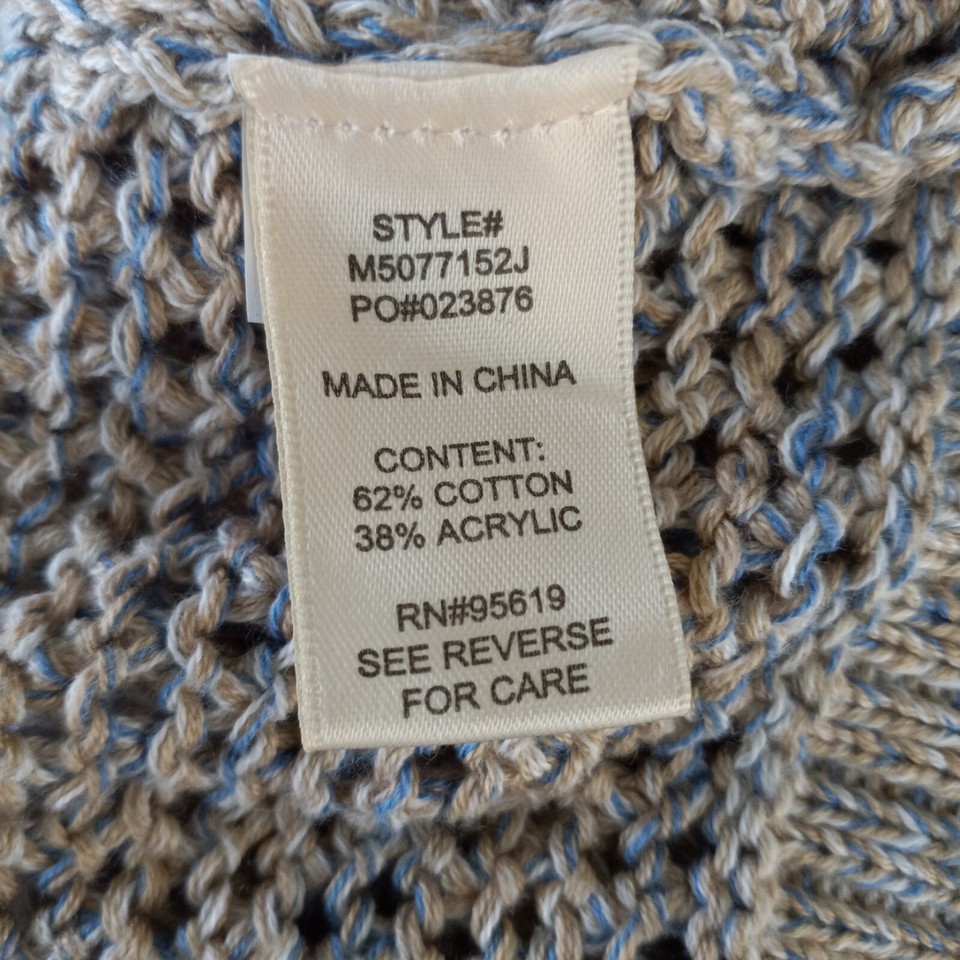 STYLE#
M5077152J
PO#023876
MADE IN CHINA
CONTENT:
62% COTTON
38% ACRYLIC
RN#95619
SEE REVERSE
FOR CARE